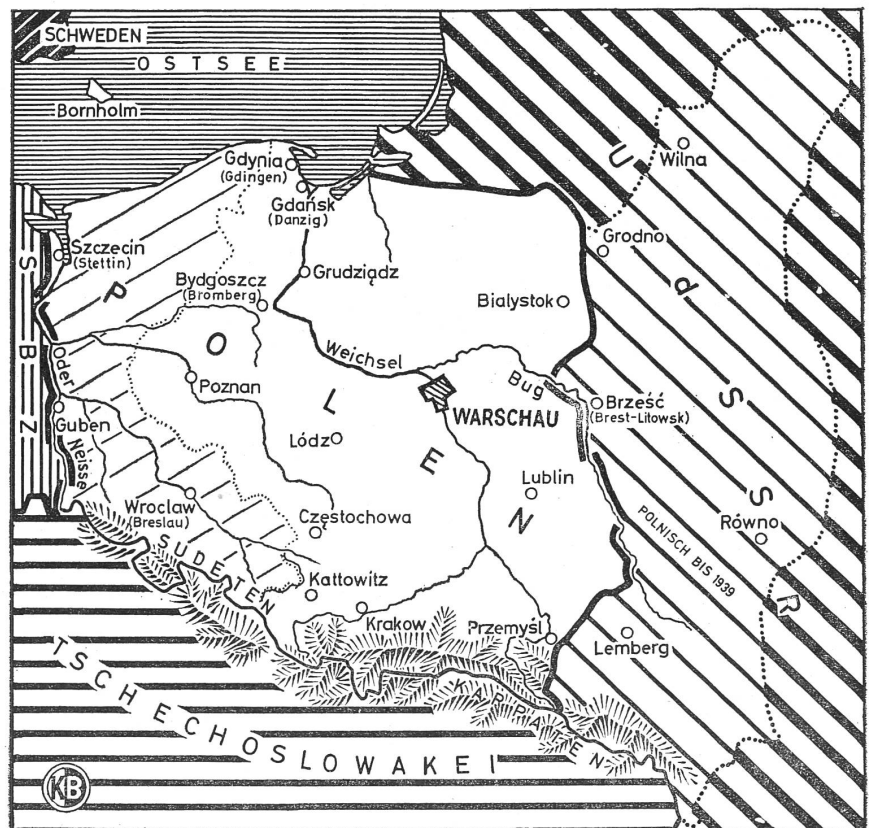 SCHWEDEN
OSTSEE
Bornholm
Gdynia
(Gdingen)
Gdańsk
(Danzig)
Wilna
Szczecin
(Stettin)
Grudziądz
Grodno
Bydgoszcz
(Bromberg)
Bialystok
SBZ
POLEN
UdSSR
Weichsel
Oder
Poznan
Bug
Brześć
(Brest-Litowsk)
WARSCHAU
Guben
Lódz
Neisse
Lublin
Wroclaw
(Breslau)
Częstochowa
POLNISCH BIS 1939
Równo
SUDETEN
Kattowitz
Krakow
Przemyśl
Lemberg
KARPATEN
TSCHECHOSLOWAKEI
KB